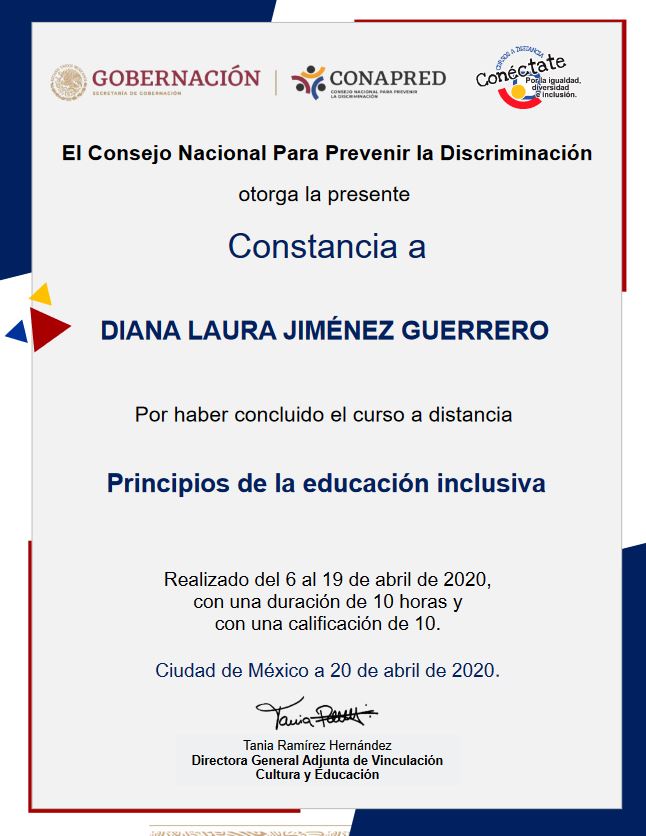 GOBERNACIÓN
SECRETARÍA DE GOBERNACIÓN
CONAPRED
CONSEJO NACIONAL PARA PREVENIR
LA DISCRIMINACIÓN
CURSOS A DISTANCIA
Conéctate
Por la igualdad,
diversidad
e inclusión.
El Consejo Nacional Para Prevenir la Discriminación
otorga la presente
Constancia a
DIANA LAURA JIMÉNEZ GUERRERO
Por haber concluido el curso a distancia
Principios de la educación inclusiva
Realizado del 6 al 19 de abril de 2020,
con una duración de 10 horas y
con una calificación de 10.
Ciudad de México a 20 de abril de 2020.
Tania
Tania Ramírez Hernández
Directora General Adjunta de Vinculación
Cultura y Educación